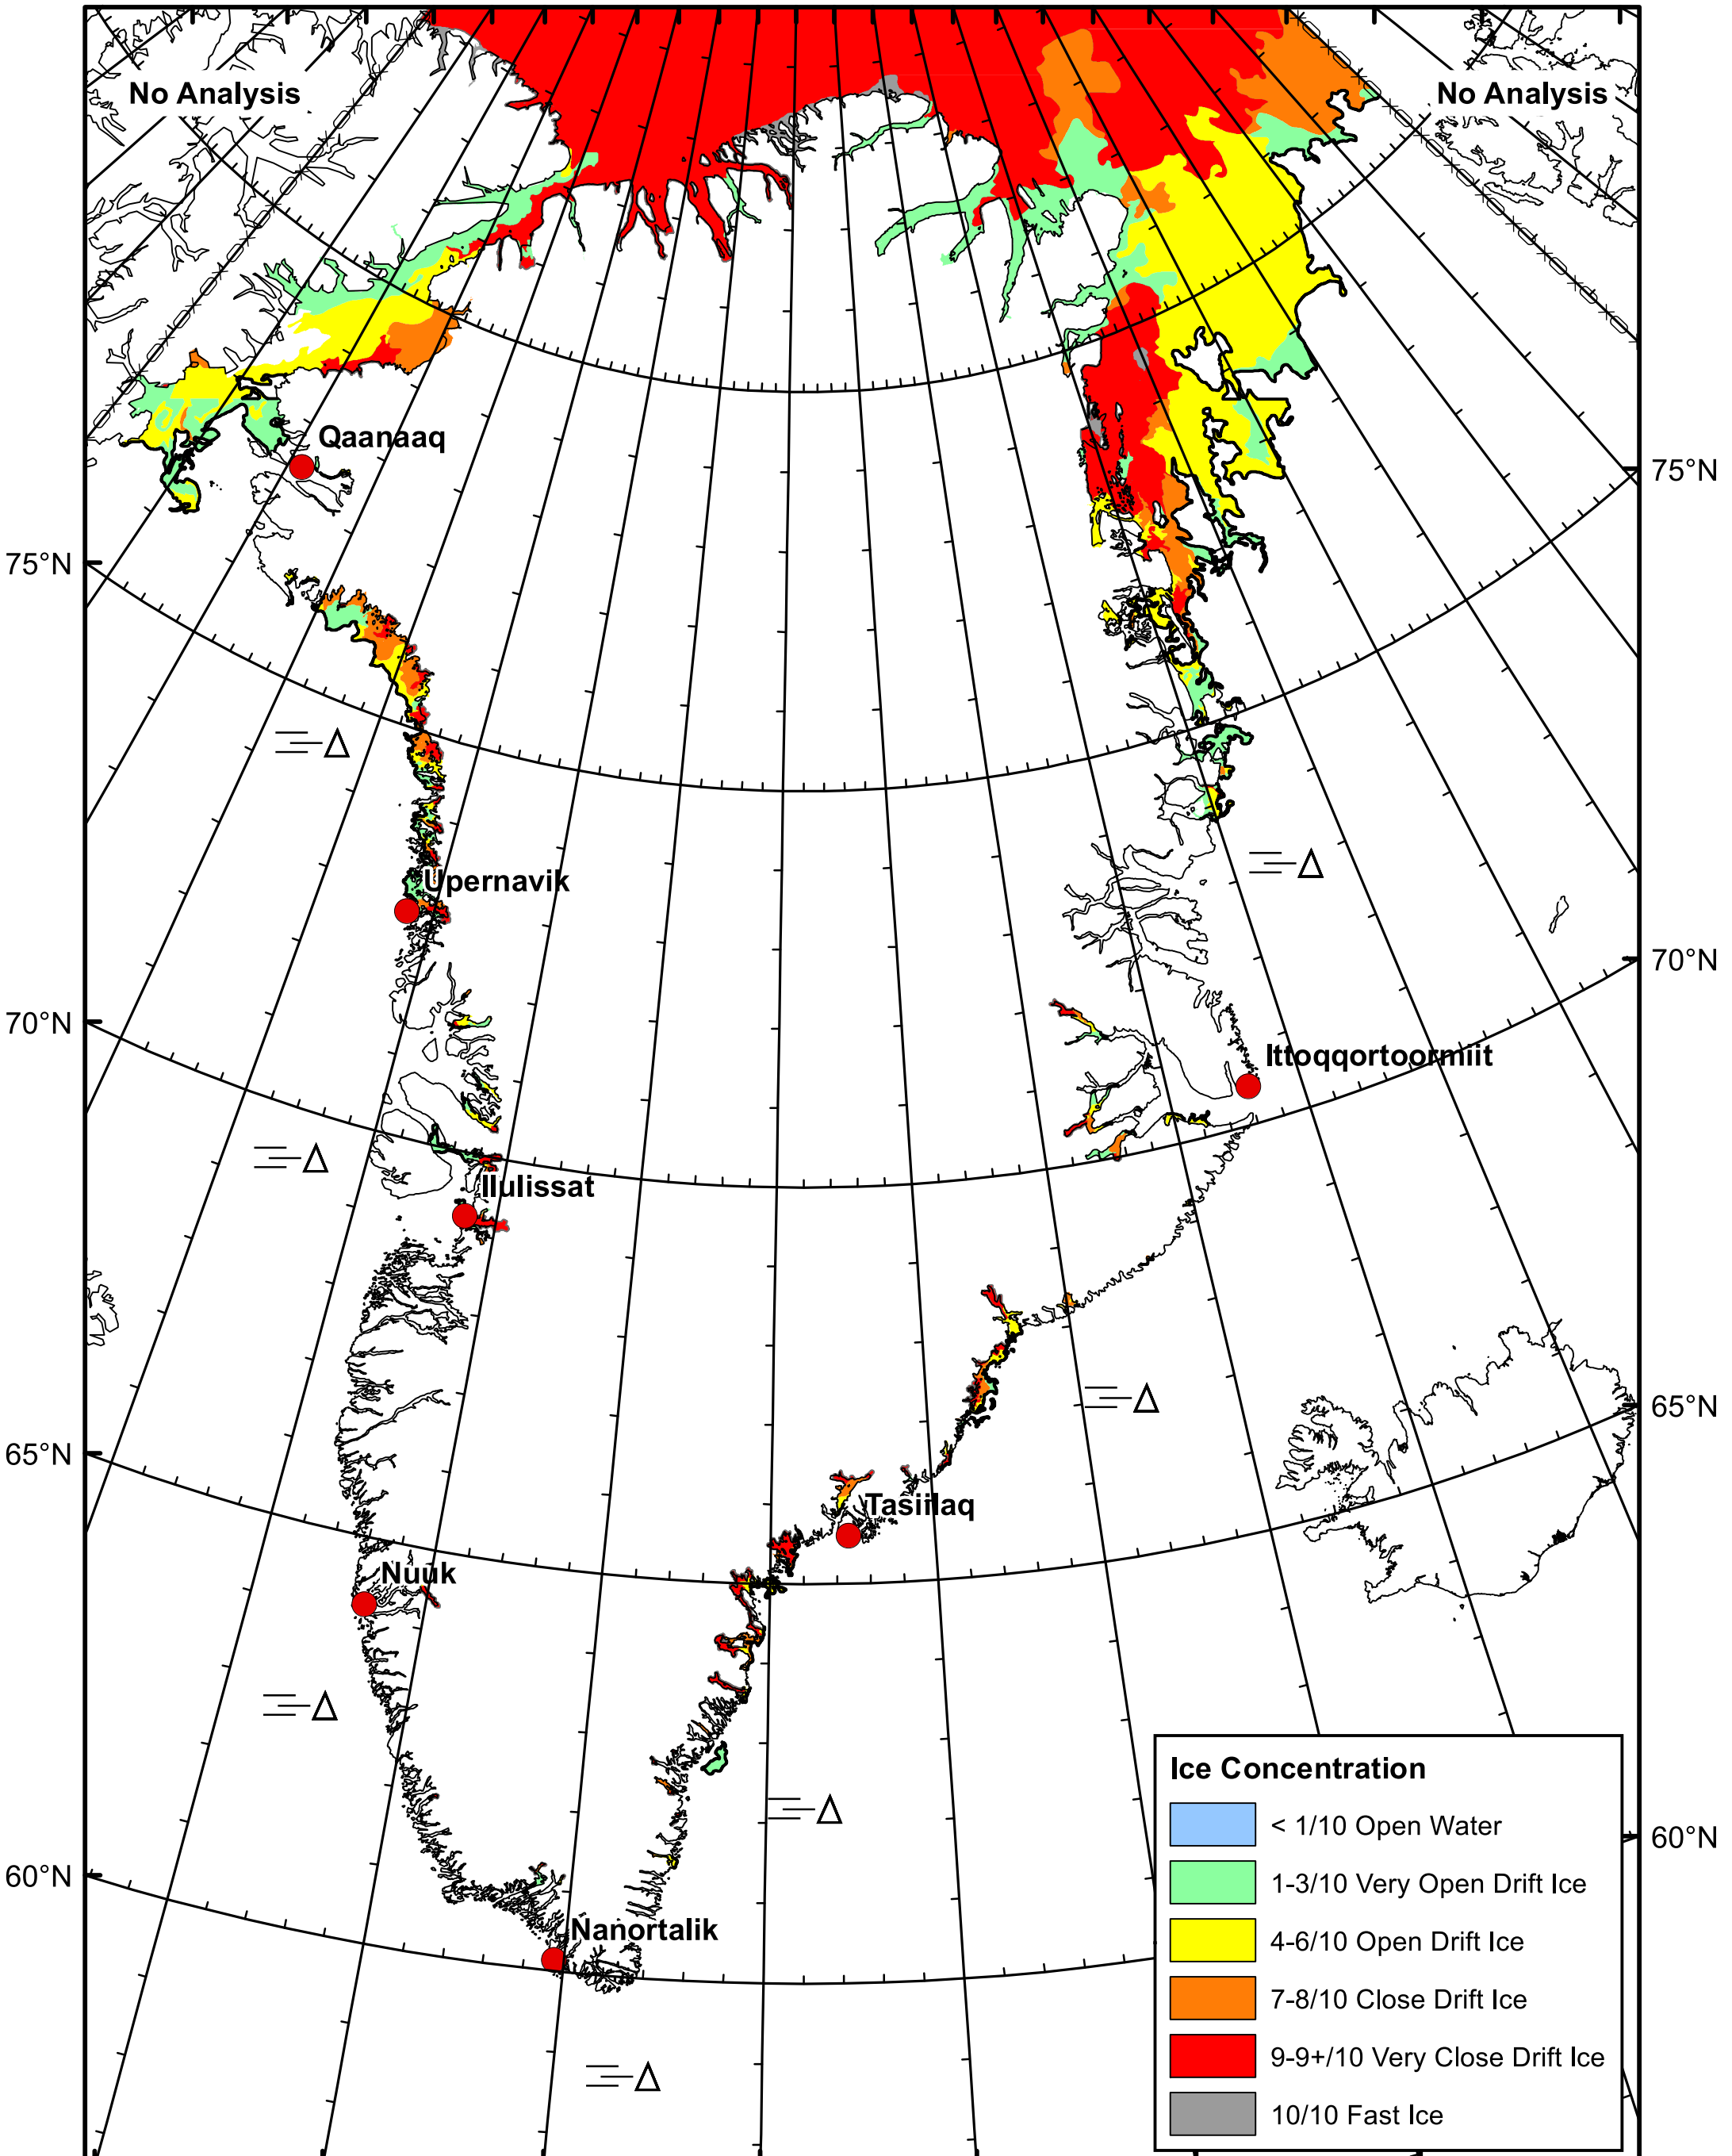 No Analysis
No Analysis
Qaanaaq
75°N
75°N
Upernavik
70°N
70°N
Ittoqqortoormiit
Ilulissat
65°N
65°N
Tasiilaq
Nuuk
Ice Concentration
< 1/10 Open Water
60°N
60°N
1-3/10 Very Open Drift Ice
Nanortalik
4-6/10 Open Drift Ice
7-8/10 Close Drift Ice
9-9+/10 Very Close Drift Ice
10/10 Fast Ice